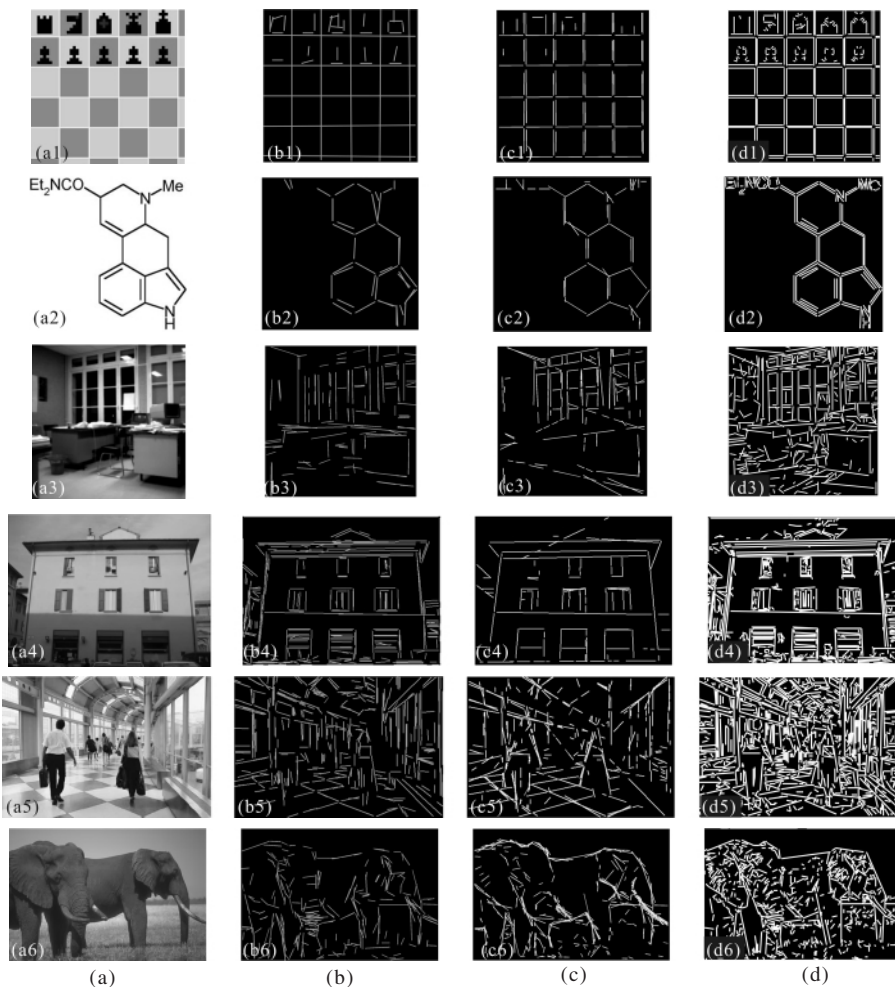 (a1) (b1) (c1) (d1)
Et₂NCO N Me
N
H
(a2) (b2) (c2) (d2)
(a3) (b3) (c3) (d3)
(a4) (b4) (c4) (d4)
(a5) (b5) (c5) (d5)
(a6) (b6) (c6) (d6)
(a) (b) (c) (d)